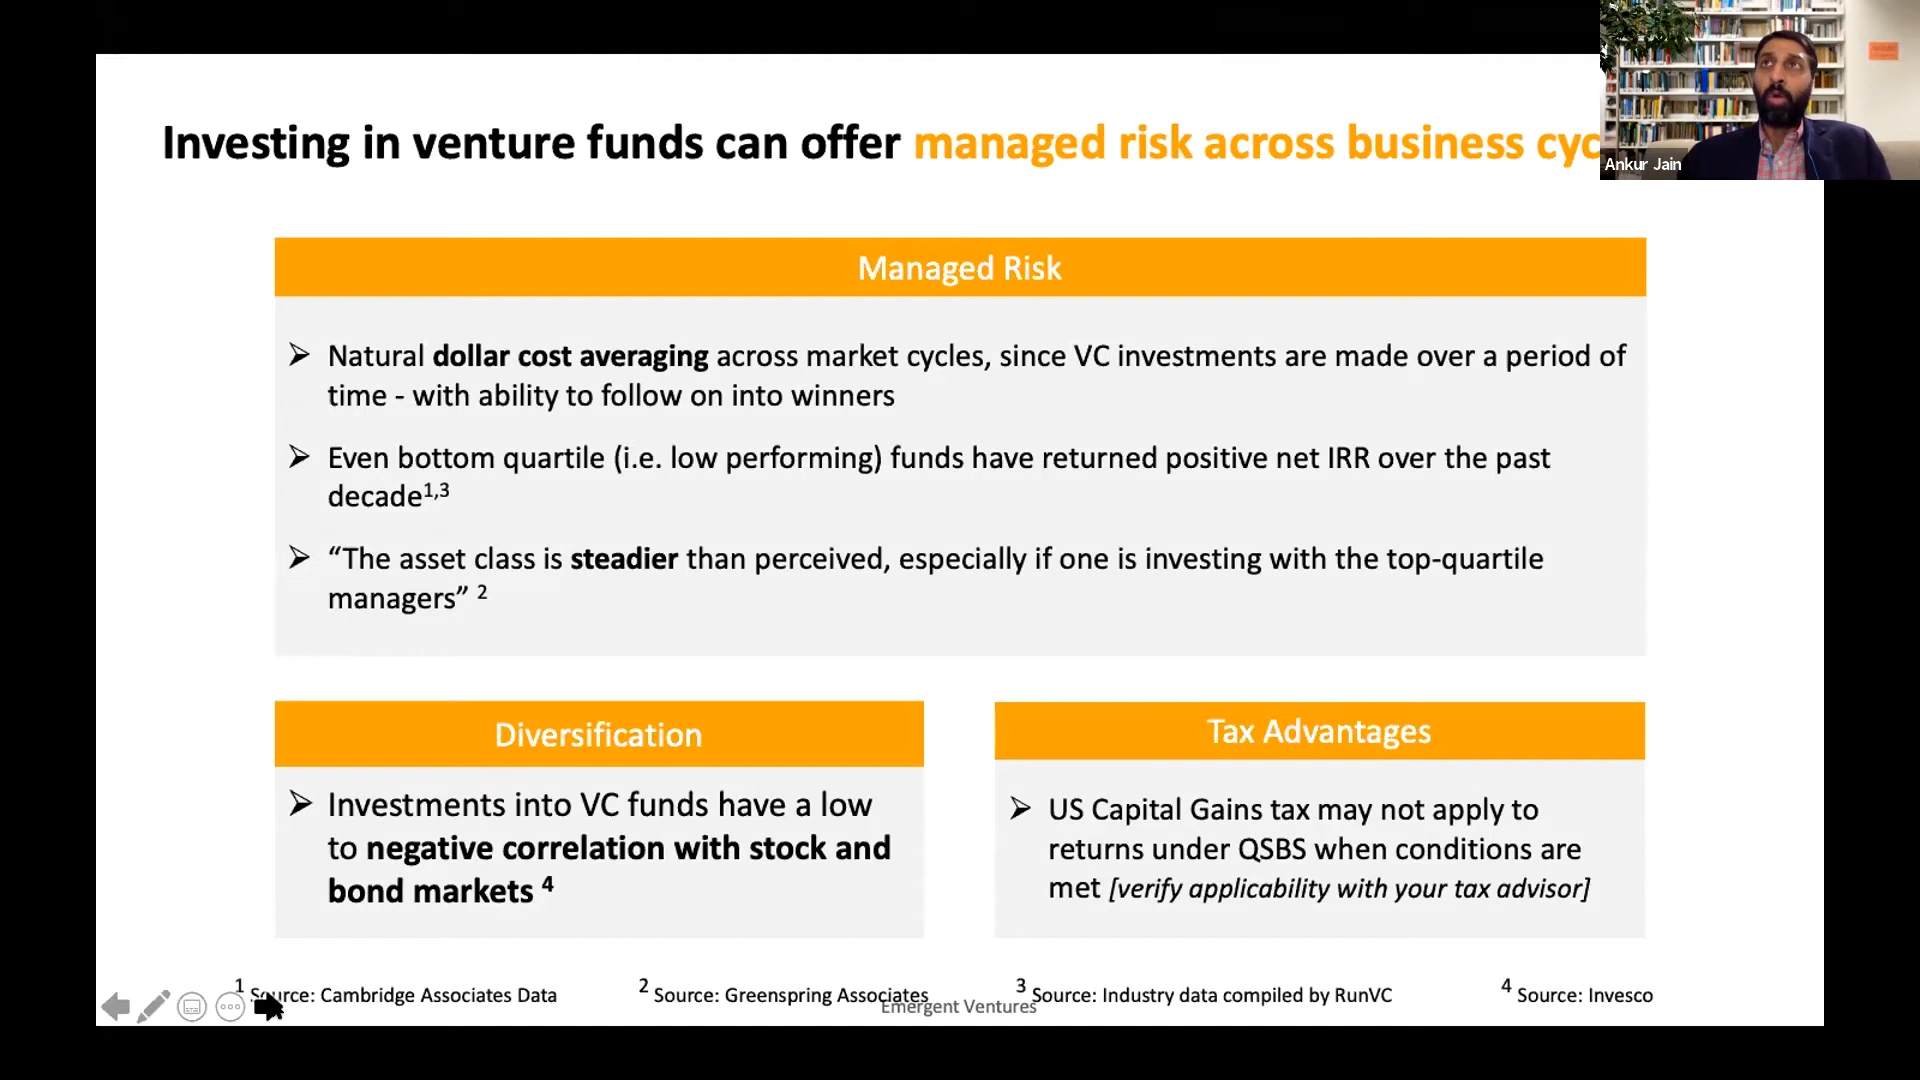 Investing in venture funds can offer managed risk across business cyc
Ankur Jain
Managed Risk
➢ Natural dollar cost averaging across market cycles, since VC investments are made over a period of
time - with ability to follow on into winners
➢ Even bottom quartile (i.e. low performing) funds have returned positive net IRR over the past
decade1,3
➢ “The asset class is steadier than perceived, especially if one is investing with the top-quartile
managers” 2
Diversification
➢ Investments into VC funds have a low
to negative correlation with stock and
bond markets 4
Tax Advantages
➢ US Capital Gains tax may not apply to
returns under QSBS when conditions are
met [verify applicability with your tax advisor]
1 Source: Cambridge Associates Data
2 Source: Greenspring Associates
3 Source: Industry data compiled by RunVC
4 Source: Invesco
Emergent Ventures